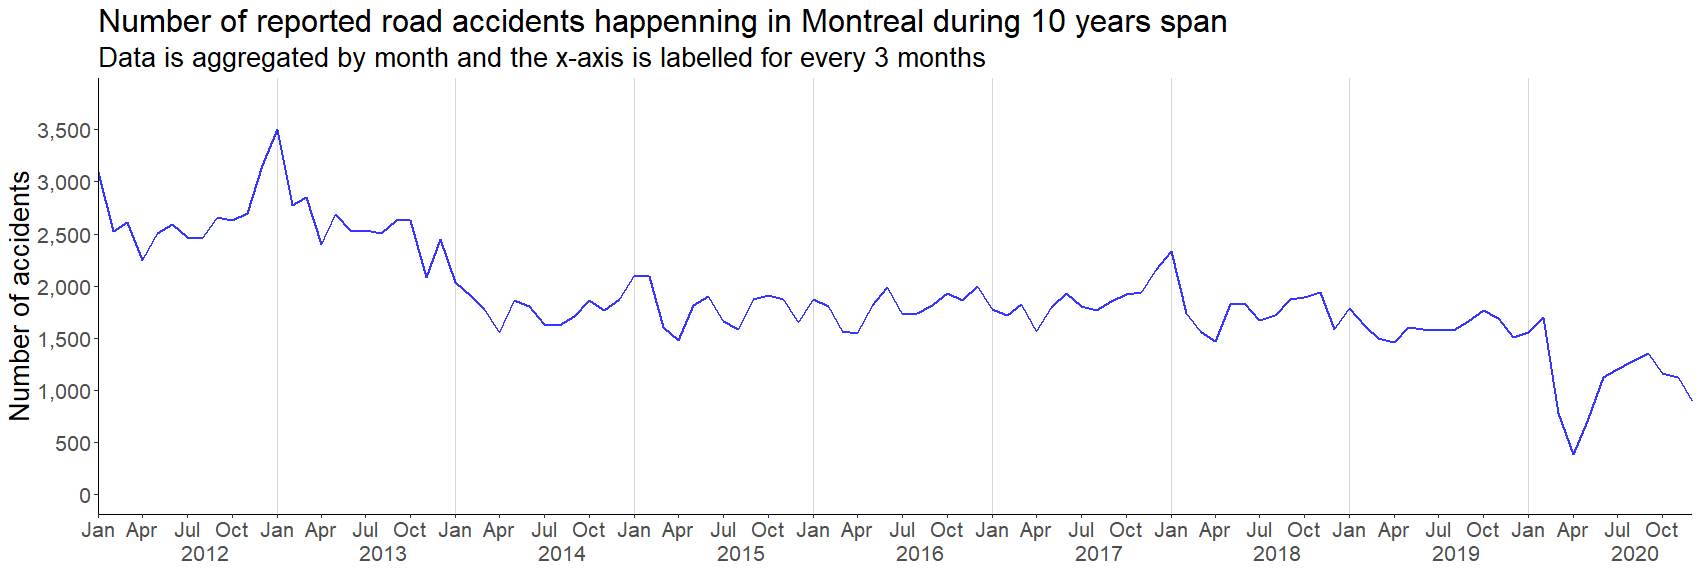 Number of reported road accidents happenning in Montreal during 10 years span
Data is aggregated by month and the x-axis is labelled for every 3 months
Number of accidents
3,500
3,000
2,500
2,000
1,500
1,000
500
0
Jan Apr Jul Oct Jan Apr Jul Oct Jan Apr Jul Oct Jan Apr Jul Oct Jan Apr Jul Oct Jan Apr Jul Oct Jan Apr Jul Oct Jan Apr Jul Oct Jan Apr Jul Oct
2012 2013 2014 2015 2016 2017 2018 2019 2020